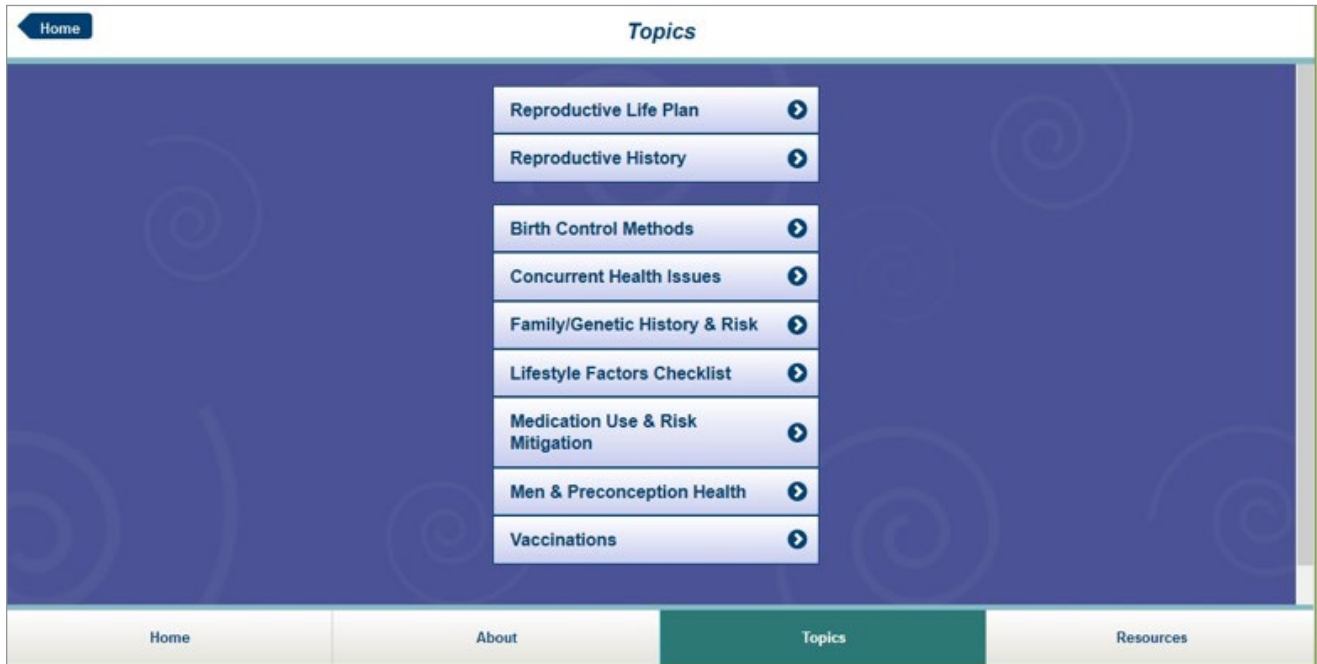 Home
Topics
Reproductive Life Plan
Reproductive History
Birth Control Methods
Concurrent Health Issues
Family/Genetic History & Risk
Lifestyle Factors Checklist
Medication Use & Risk
Mitigation
Men & Preconception Health
Vaccinations
Home
About
Topics
Resources